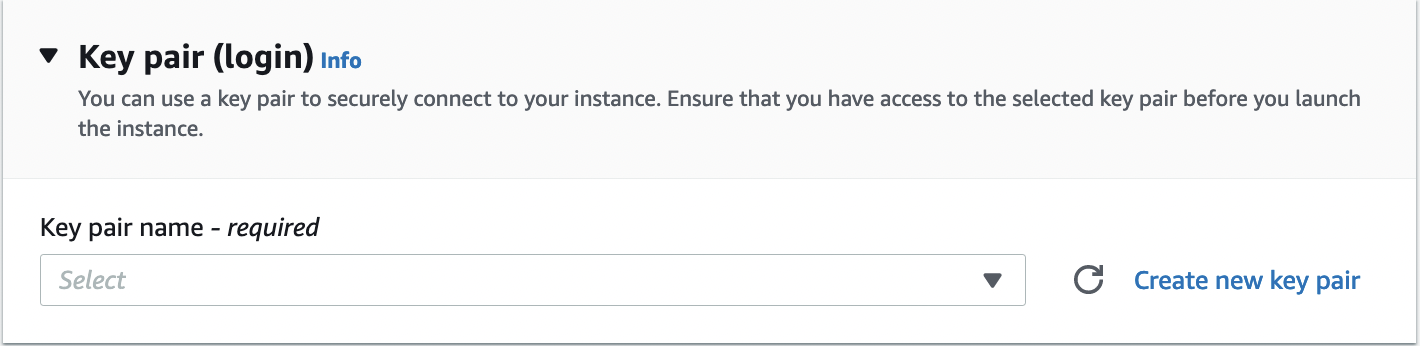 Key pair (login) Info
You can use a key pair to securely connect to your instance. Ensure that you have access to the selected key pair before you launch
the instance.
Key pair name - required
Select
Create new key pair